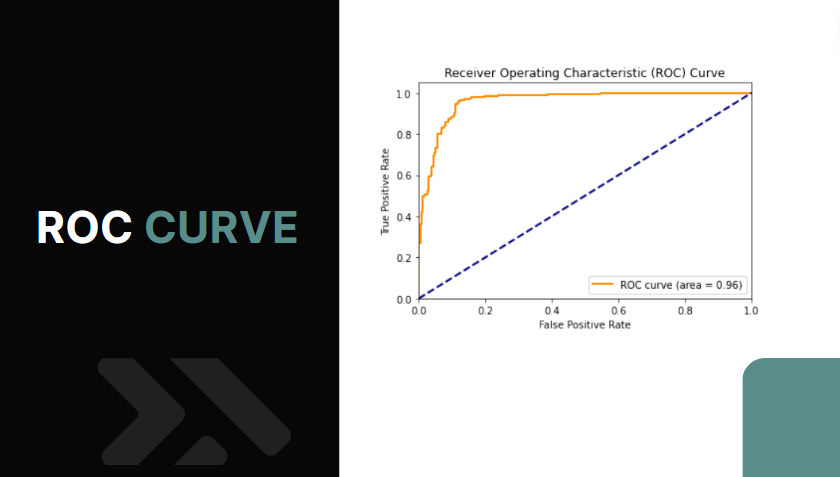 ROC CURVE
Receiver Operating Characteristic (ROC) Curve
True Positive Rate
1.0
0.8
0.6
0.4
0.2
0.0
ROC curve (area = 0.96)
0.0 0.2 0.4 0.6 0.8 1.0
False Positive Rate